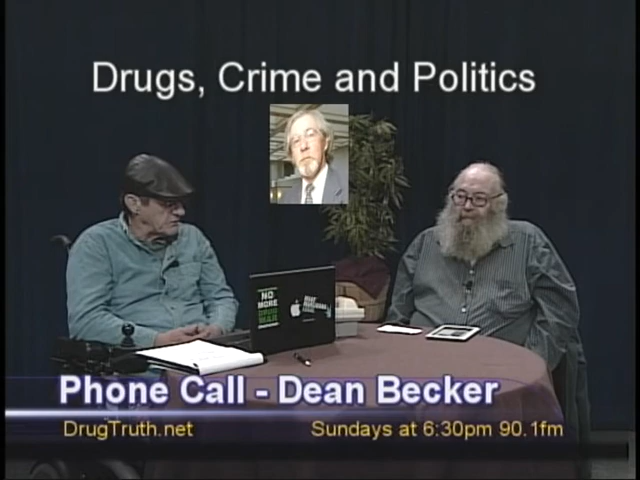 Drugs, Crime and Politics
NO MORE
DRUG WAR
Phone Call - Dean Becker
DrugTruth.net
Sundays at 6:30pm 90.1fm